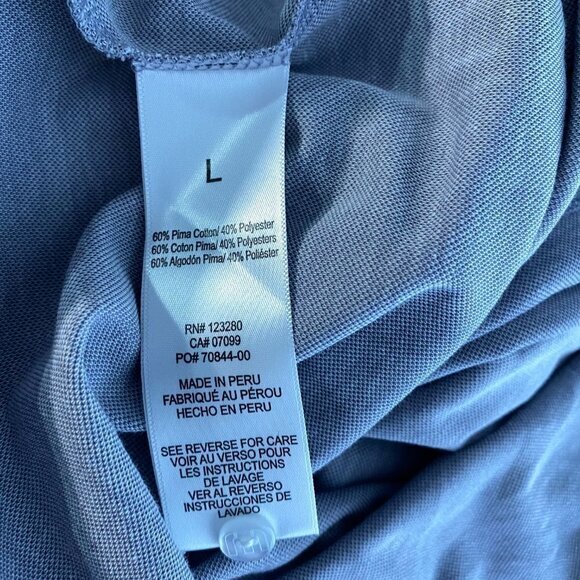 L
60% Pima Cotton/ 40% Polyester
60% Coton Pima/ 40% Polyesters
60% Algodón Pima/ 40% Poliéster
RN# 123280
CA# 07099
PO# 70844-00
MADE IN PERU
FABRIQUÉ AU PÉROU
HECHO EN PERU
SEE REVERSE FOR CARE
VOIR AU VERSO POUR
LES INSTRUCTIONS
DE LAVAGE
VER AL REVERSO
INSTRUCCIONES DE
LAVADO